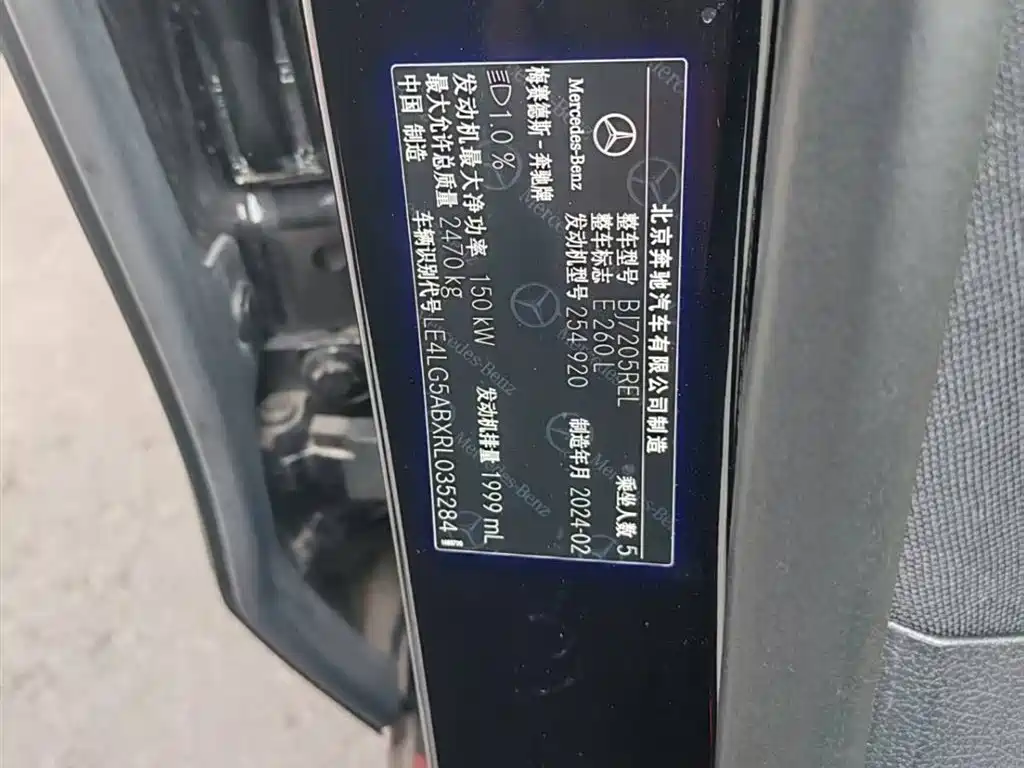 北京奔驰汽车有限公司制造
Mercedes-Benz
整车型号 BJ7205REL 乘坐人数 5
整车标志 E 260 L
梅赛德斯-奔驰牌 发动机型号 254 920 制造年月 2024-02
1.0%
发动机最大净功率 150 kW 发动机排量 1999 mL
最大允许总质量 2470 kg
中国 制造 车辆识别代号 LE4LG5ABXRL035284